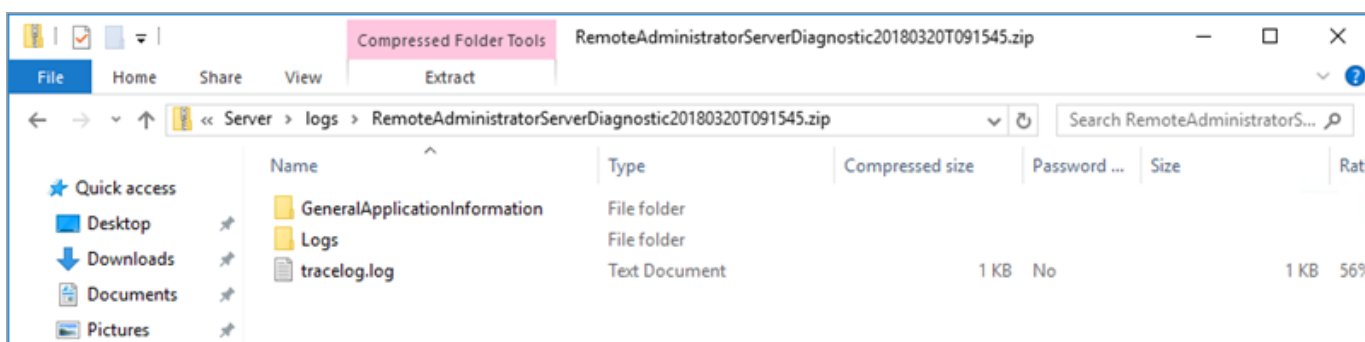 Compressed Folder Tools RemoteAdministratorServerDiagnostic20180320T091545.zip
File Home Share View Extract
« Server > logs > RemoteAdministratorServerDiagnostic20180320T091545.zip Search RemoteAdministratorS...
Name Type Compressed size Password ... Size Rat
Quick access
GeneralApplicationInformation File folder
Desktop
Logs File folder
Downloads
tracelog.log Text Document 1 KB No 1 KB 56%
Documents
Pictures